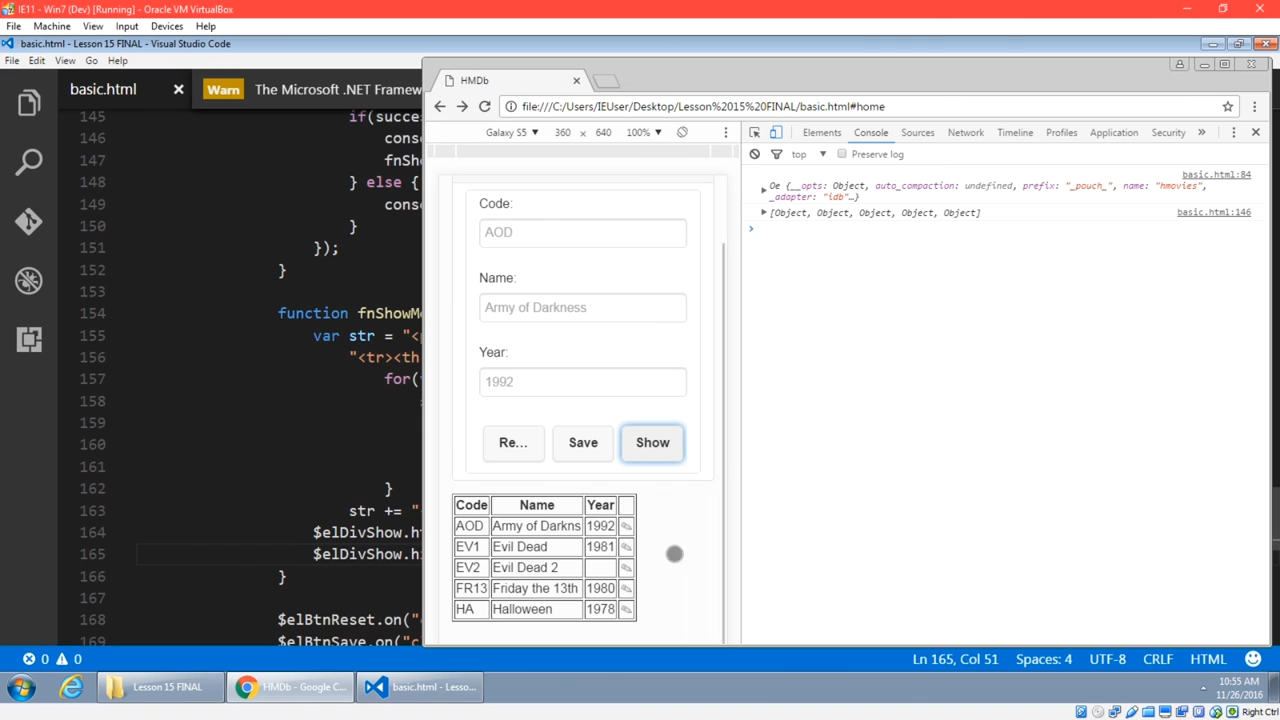 IE11 - Win7 (Dev) [Running] - Oracle VM VirtualBox
File Machine View Input Devices Help
basic.html - Lesson 15 FINAL - Visual Studio Code
File Edit View Go Help
basic.html
Warn The Microsoft .NET Framew
HMDb
file:///C:/Users/IEUser/Desktop/Lesson%2015%20FINAL/basic.html#home
Galaxy S5 ▼ 360 × 640 100% ▼
Elements Console Sources Network Timeline Profiles Application Security »
top ▼ Preserve log
basic.html:84
Oe {__opts: Object, auto_compaction: undefined, prefix: "_pouch_", name: "hmovies",
_adapter: "idb"…}
[Object, Object, Object, Object, Object] basic.html:146
145 if(succes
146 conso
147 fnSho
148 } else {
149 conso
150 }
151 });
152 }
153
154 function fnShowMo
155 var str = "<p
156 "<tr><th
157 for(
158
159
160
161
162 }
163 str += "
164 $elDivShow.ht
165 $elDivShow.h
166 }
167
168 $elBtnReset.on("
169 $elBtnSave.on("c
Code:
AOD
Name:
Army of Darkness
Year:
1992
Re... Save Show
Code Name Year
AOD Army of Darkns 1992
EV1 Evil Dead 1981
EV2 Evil Dead 2
FR13 Friday the 13th 1980
HA Halloween 1978
0 0 Ln 165, Col 51 Spaces: 4 UTF-8 CRLF HTML
Lesson 15 FINAL HMDb - Google C... basic.html - Lesso...
10:55 AM
11/26/2016
Right Ctrl